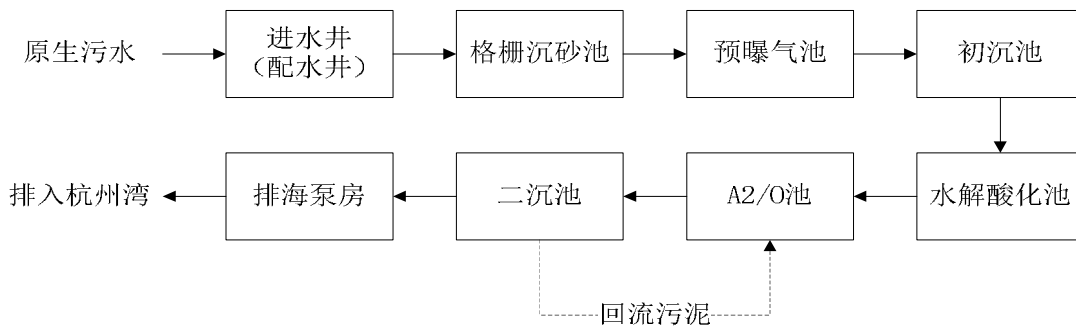 原生污水
进水井
（配水井）
格栅沉砂池
预曝气池
初沉池
排入杭州湾
排海泵房
二沉池
A2/O池
水解酸化池
回流污泥